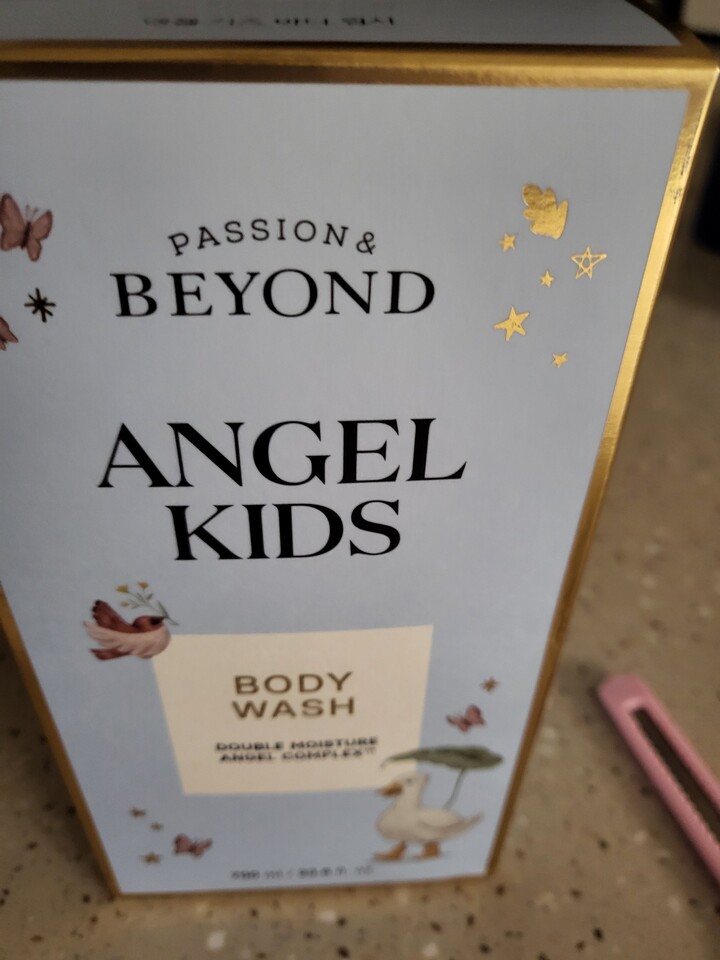 PASSION &
BEYOND
ANGEL
KIDS
BODY
WASH
DOUBLE MOISTURE
ANGEL COMPLEX